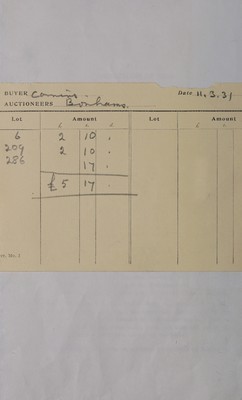 BUYER Comins. Date 11.3.31
AUCTIONEERS Bonhams.
Lot Amount Lot Amount
£ s. d. £ s.
6 2 10 .
209 2 10 .
286 17 .
£5 17